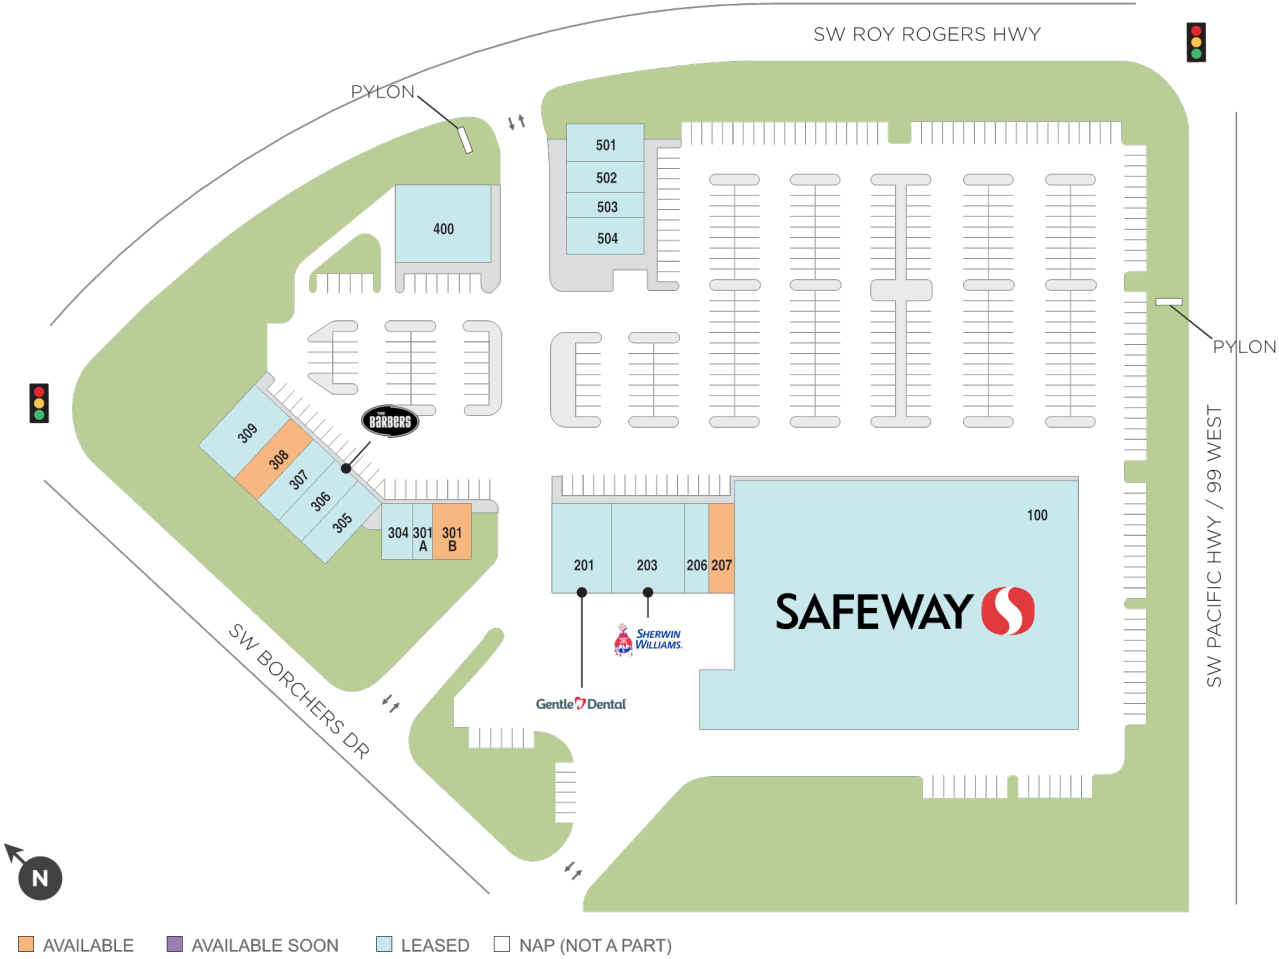 SW ROY ROGERS HWY
PYLON
501
502
503
504
400
PYLON
THE
BARBERS
309
308
307
306
305
304
301
A
301
B
SW PACIFIC HWY / 99 WEST
100
201
203
206
207
SAFEWAY
SHERWIN
WILLIAMS.
Gentle Dental
SW BORCHERS DR
N
AVAILABLE
AVAILABLE SOON
LEASED
NAP (NOT A PART)